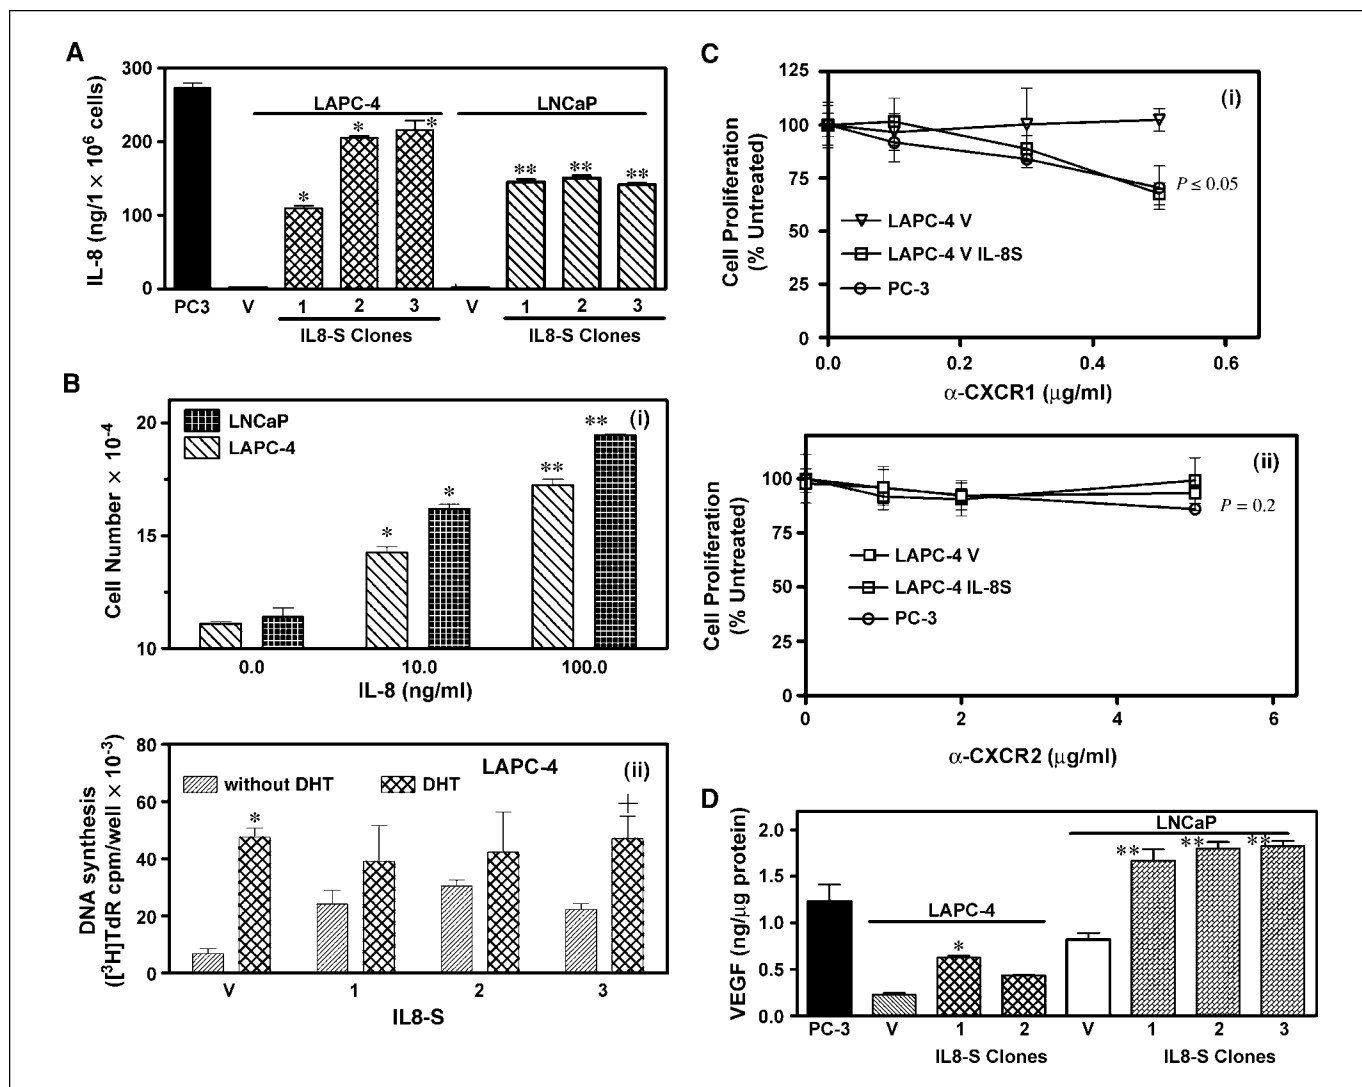 A
IL-8 (ng/1 × 10⁶ cells)
300
200
100
0
LAPC-4
LNCaP
*
*
*
**
**
**
PC3 V 1 2 3 V 1 2 3
IL8-S Clones
IL8-S Clones
B
(i)
LNCaP
LAPC-4
Cell Number × 10⁻⁴
20
15
10
*
*
**
**
0.0 10.0 100.0
IL-8 (ng/ml)
LAPC-4
(ii)
without DHT
DHT
DNA synthesis
([³H]TdR cpm/well × 10⁻³)
80
60
40
20
0
*
+
V 1 2 3
IL8-S
C
(i)
Cell Proliferation
(% Untreated)
125
100
75
50
25
0
P ≤ 0.05
LAPC-4 V
LAPC-4 V IL-8S
PC-3
0.0 0.2 0.4 0.6
α-CXCR1 (μg/ml)
(ii)
Cell Proliferation
(% Untreated)
100
75
50
25
0
P = 0.2
LAPC-4 V
LAPC-4 IL-8S
PC-3
0 2 4 6
α-CXCR2 (μg/ml)
D
VEGF (ng/μg protein)
2.0
1.5
1.0
0.5
0.0
LNCaP
LAPC-4
*
**
**
**
PC-3 V 1 2 V 1 2 3
IL8-S Clones
IL8-S Clones